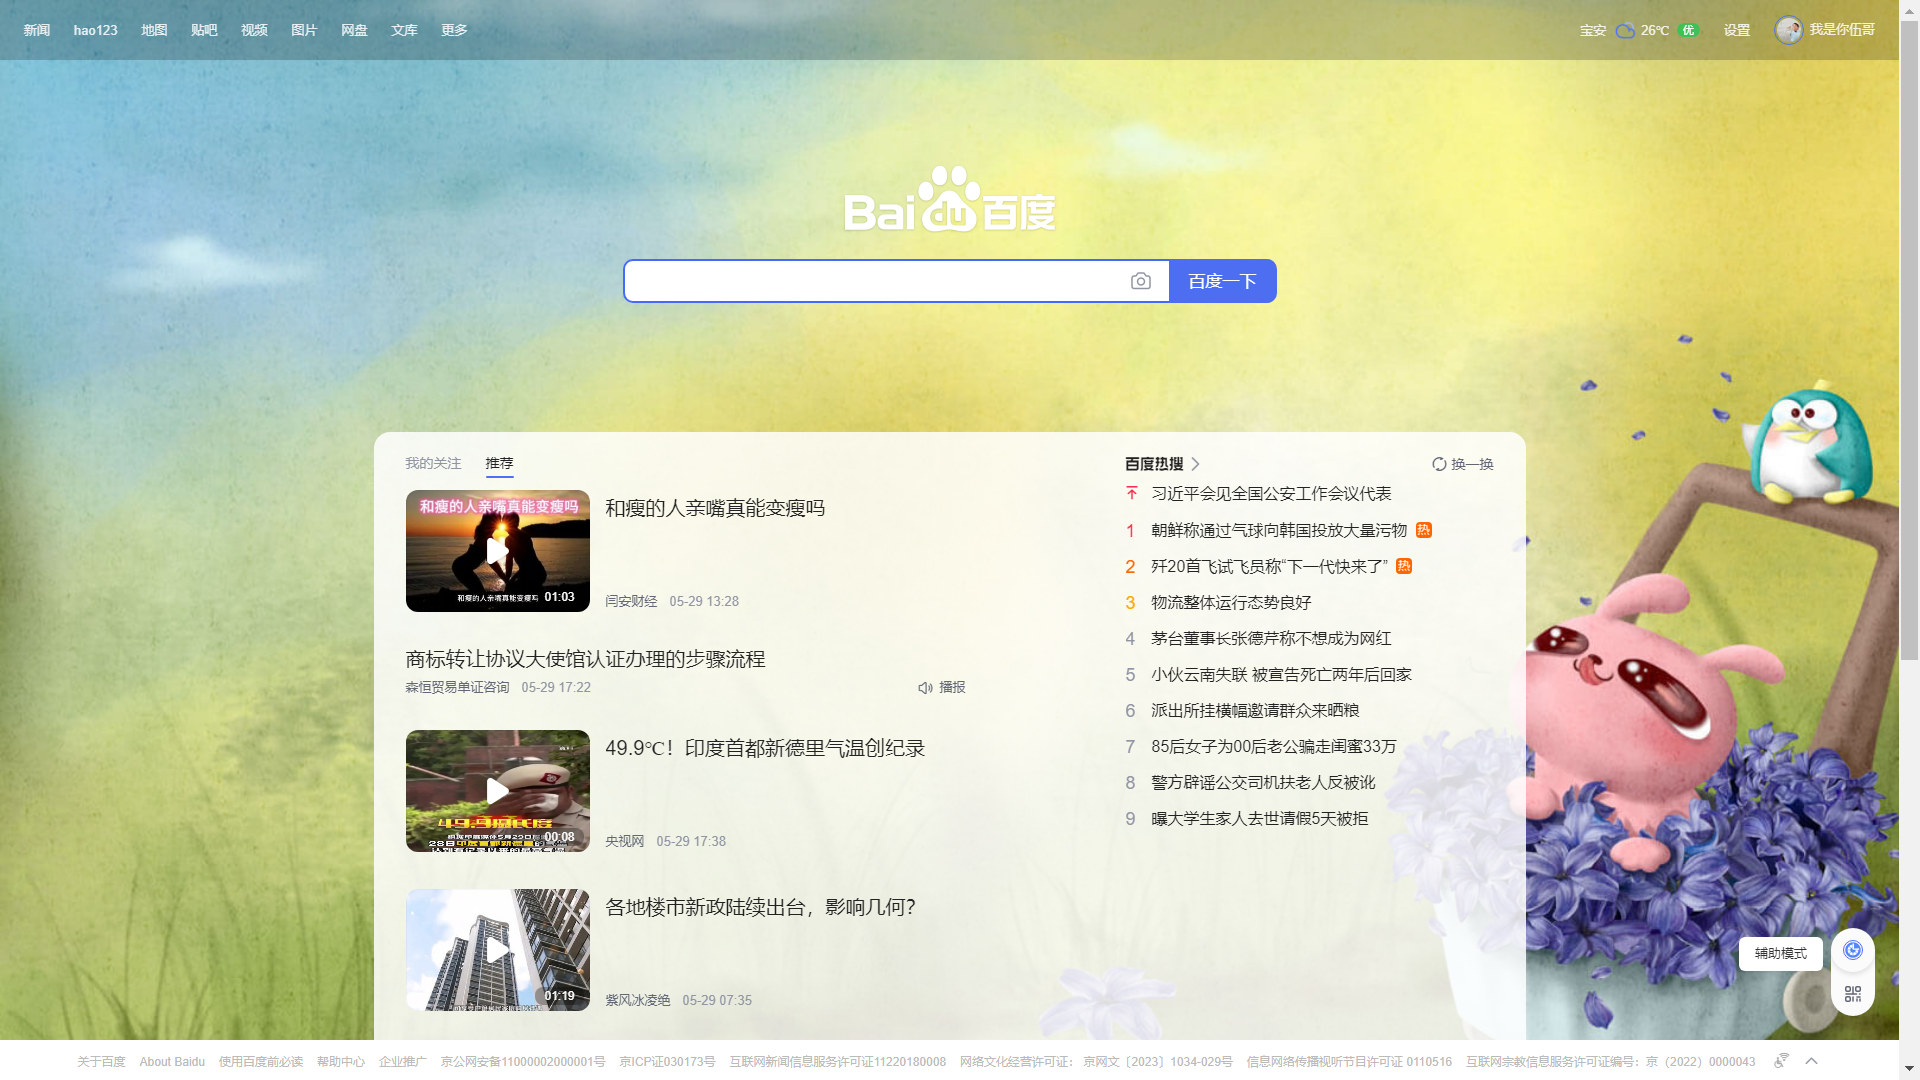 新闻
hao123
地图
贴吧
视频
图片
网盘
文库
更多
宝安
26℃
优
设置
我是你伍哥
Bai du 百度
百度一下
我的关注
推荐
和瘦的人亲嘴真能变瘦吗
和瘦的人亲嘴真能变瘦吗
01:03
和瘦的人亲嘴真能变瘦吗
闫安财经 05-29 13:28
商标转让协议大使馆认证办理的步骤流程
森恒贸易单证咨询 05-29 17:22
播报
00:08
49.9℃！印度首都新德里气温创纪录
央视网 05-29 17:38
01:19
各地楼市新政陆续出台，影响几何？
紫风冰凌绝 05-29 07:35
百度热搜
换一换
习近平会见全国公安工作会议代表
1 朝鲜称通过气球向韩国投放大量污物 热
2 歼20首飞试飞员称“下一代快来了” 热
3 物流整体运行态势良好
4 茅台董事长张德芹称不想成为网红
5 小伙云南失联 被宣告死亡两年后回家
6 派出所挂横幅邀请群众来晒粮
7 85后女子为00后老公骗走闺蜜33万
8 警方辟谣公交司机扶老人反被讹
9 曝大学生家人去世请假5天被拒
辅助模式
关于百度
About Baidu
使用百度前必读
帮助中心
企业推广
京公网安备11000002000001号
京ICP证030173号
互联网新闻信息服务许可证11220180008
网络文化经营许可证： 京网文〔2023〕1034-029号
信息网络传播视听节目许可证 0110516
互联网宗教信息服务许可证编号：京（2022）0000043